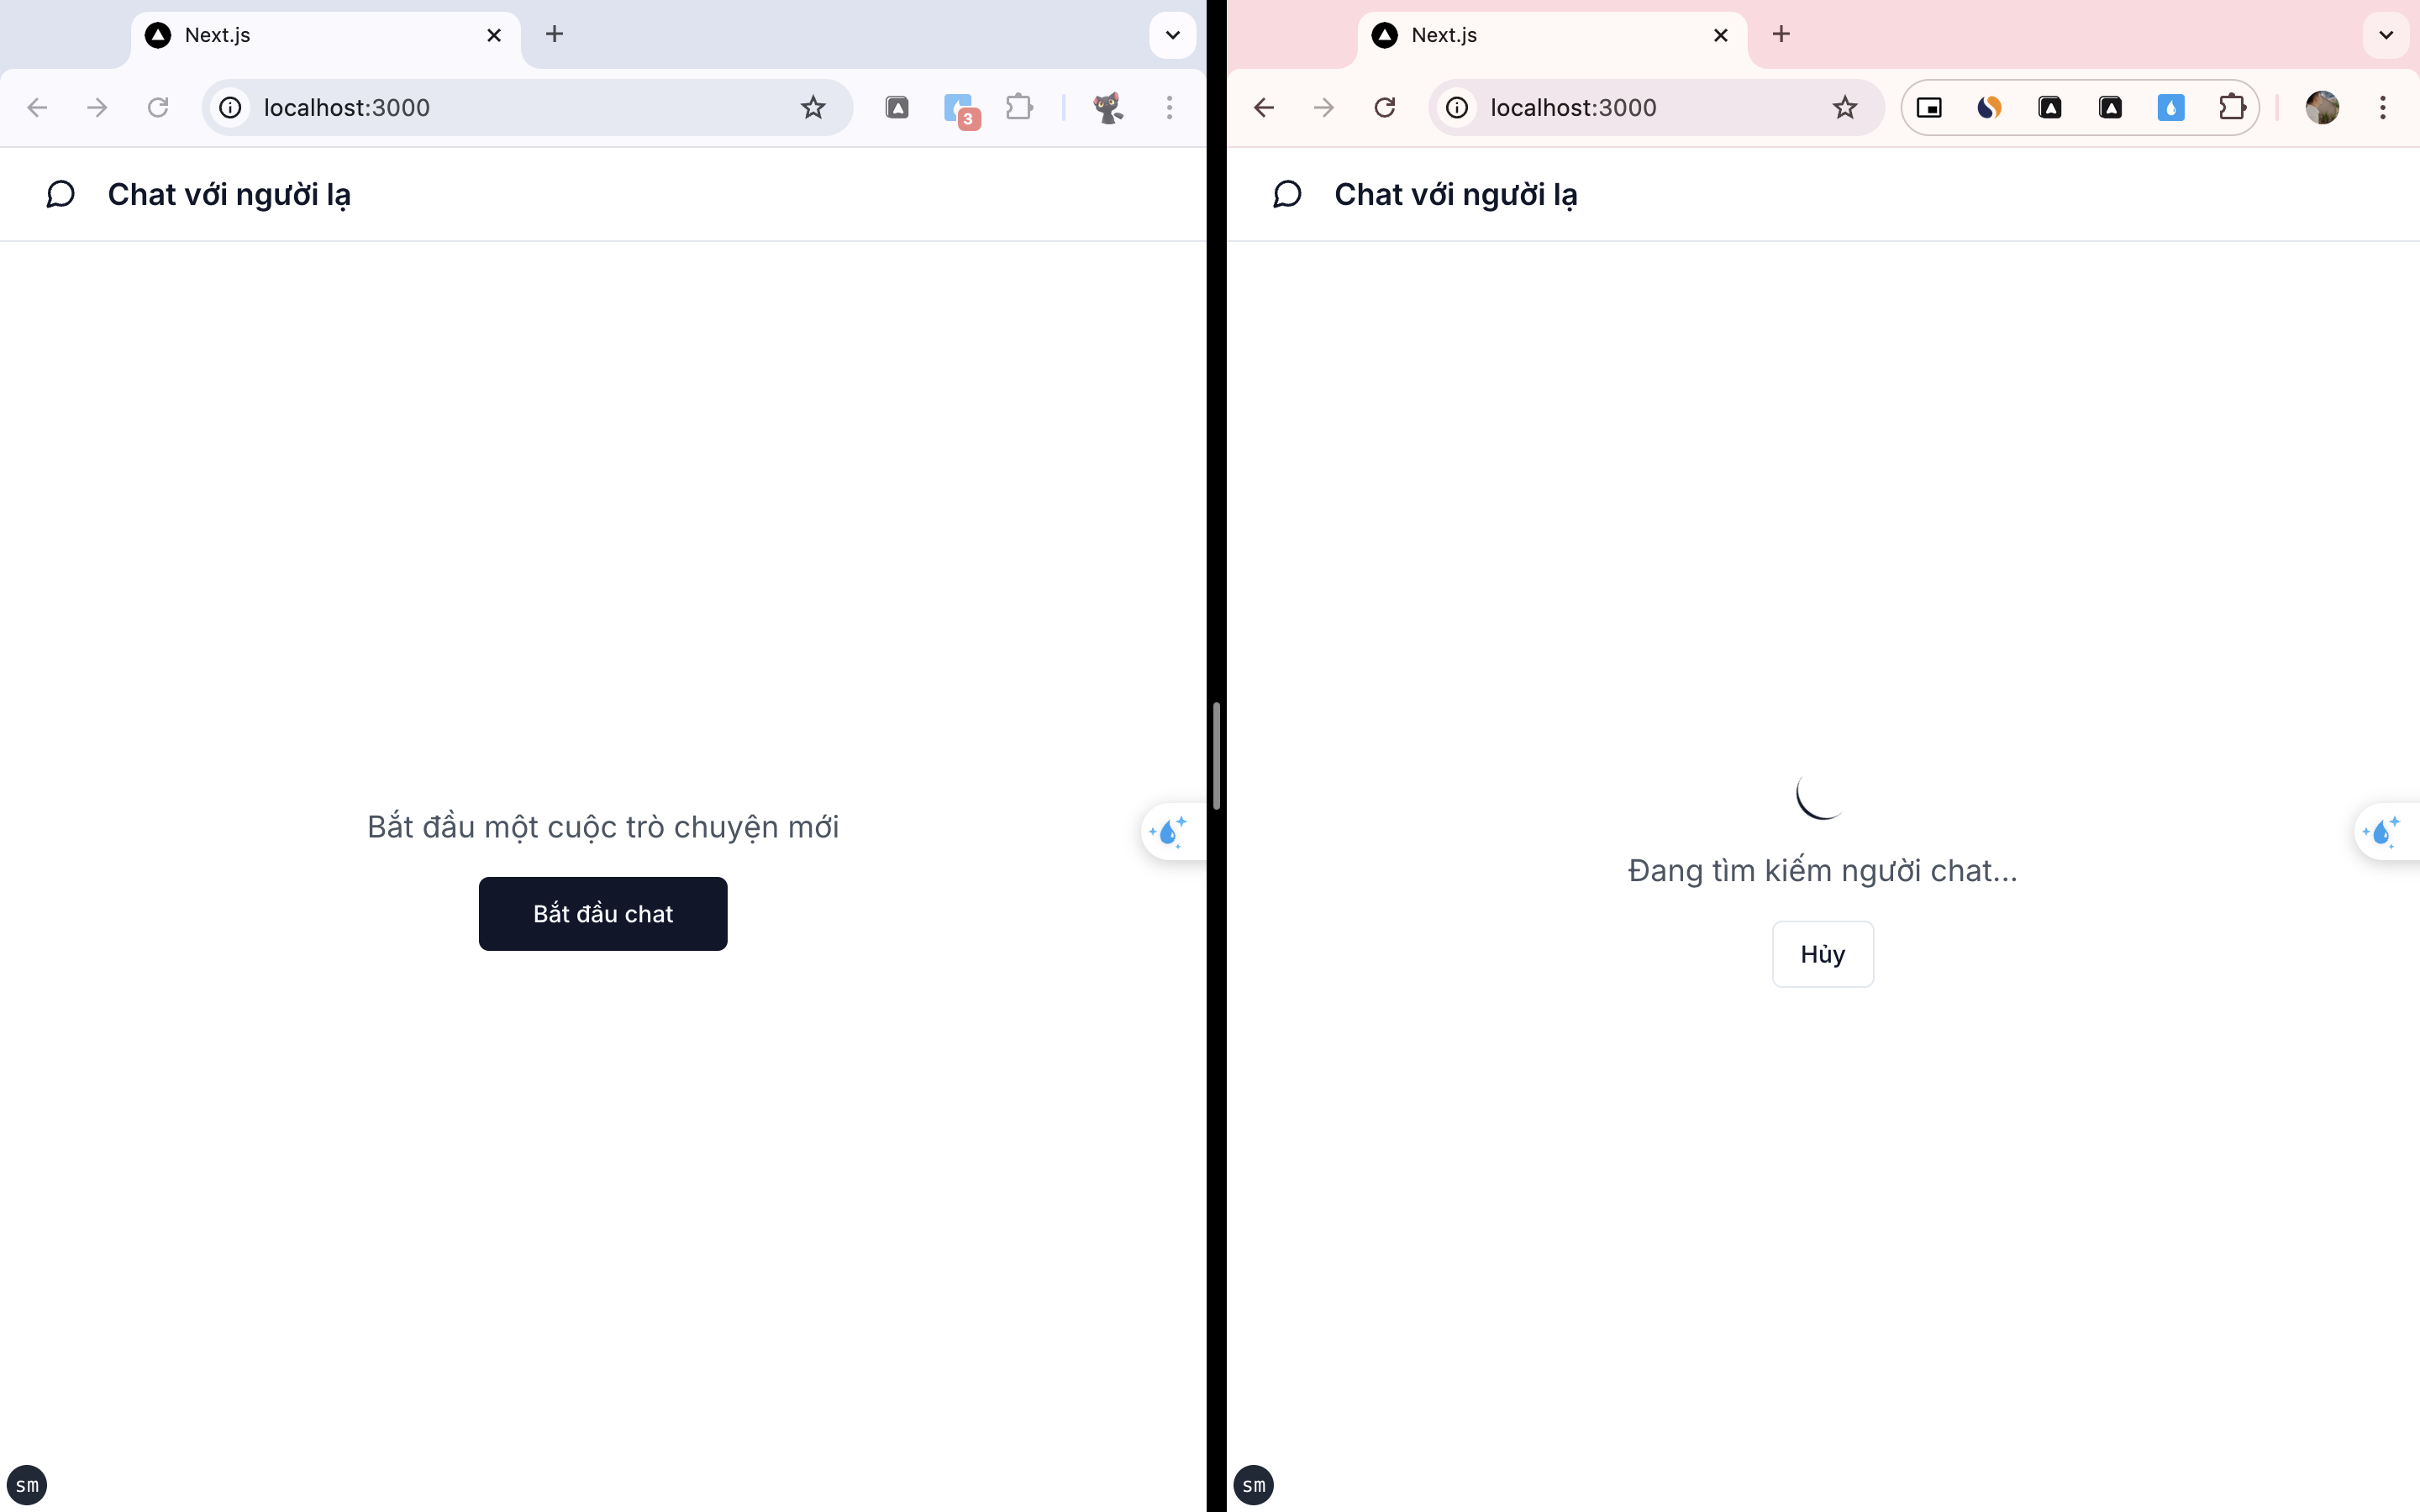 Next.js
localhost:3000
3
Chat với người lạ
Bắt đầu một cuộc trò chuyện mới
Bắt đầu chat
sm
Next.js
localhost:3000
Chat với người lạ
Đang tìm kiếm người chat...
Hủy
sm